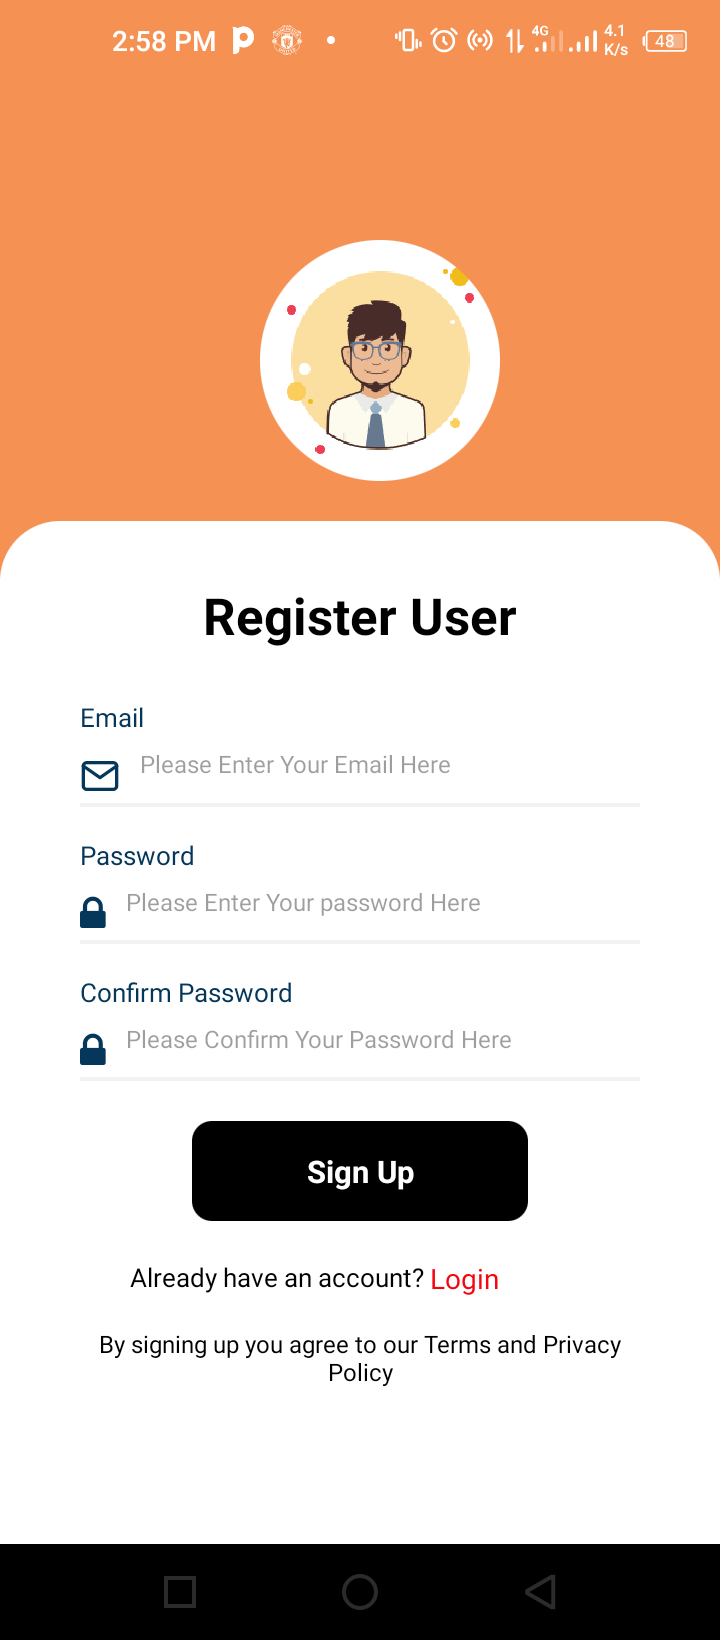 2:58 PM 4G 4.1 K/s 48
Register User
Email
Please Enter Your Email Here
Password
Please Enter Your password Here
Confirm Password
Please Confirm Your Password Here
Sign Up
Already have an account? Login
By signing up you agree to our Terms and Privacy
Policy